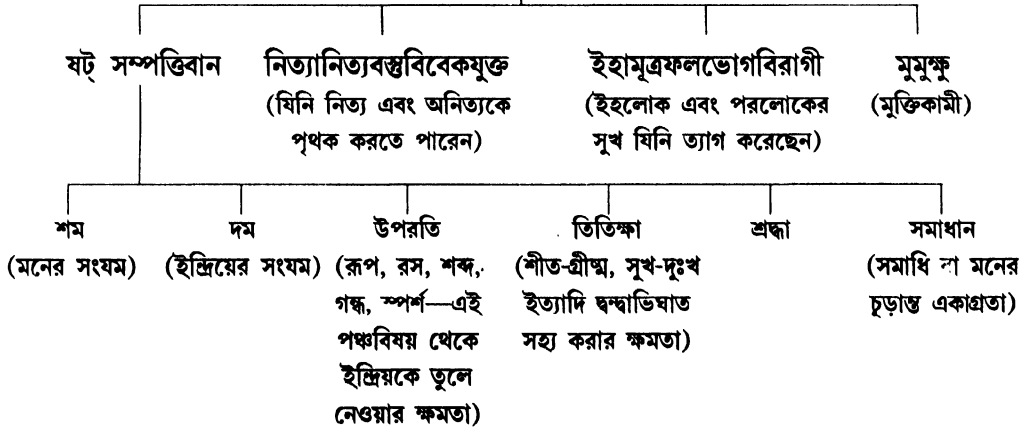 ষট্ সম্পত্তিবান নিত্যানিত্যবস্তুবিবেকযুক্ত ইহামূত্রফলভোগবিরাগী মুমুক্ষু
(যিনি নিত্য এবং অনিত্যকে (ইহলোক এবং পরলোকের (মুক্তিকামী)
পৃথক করতে পারেন) সুখ যিনি ত্যাগ করেছেন)
শম দম উপরতি তিতিক্ষা শ্রদ্ধা সমাধান
(মনের সংযম) (ইন্দ্রিয়ের সংযম) (রূপ, রস, শব্দ, (শীত-গ্রীষ্ম, সুখ-দুঃখ (সমাধি বা মনের
গন্ধ, স্পর্শ—এই ইত্যাদি দ্বন্দ্বাভিঘাত চূড়ান্ত একাগ্রতা)
পঞ্চবিষয় থেকে সহ্য করার ক্ষমতা)
ইন্দ্রিয়কে তুলে
নেওয়ার ক্ষমতা)